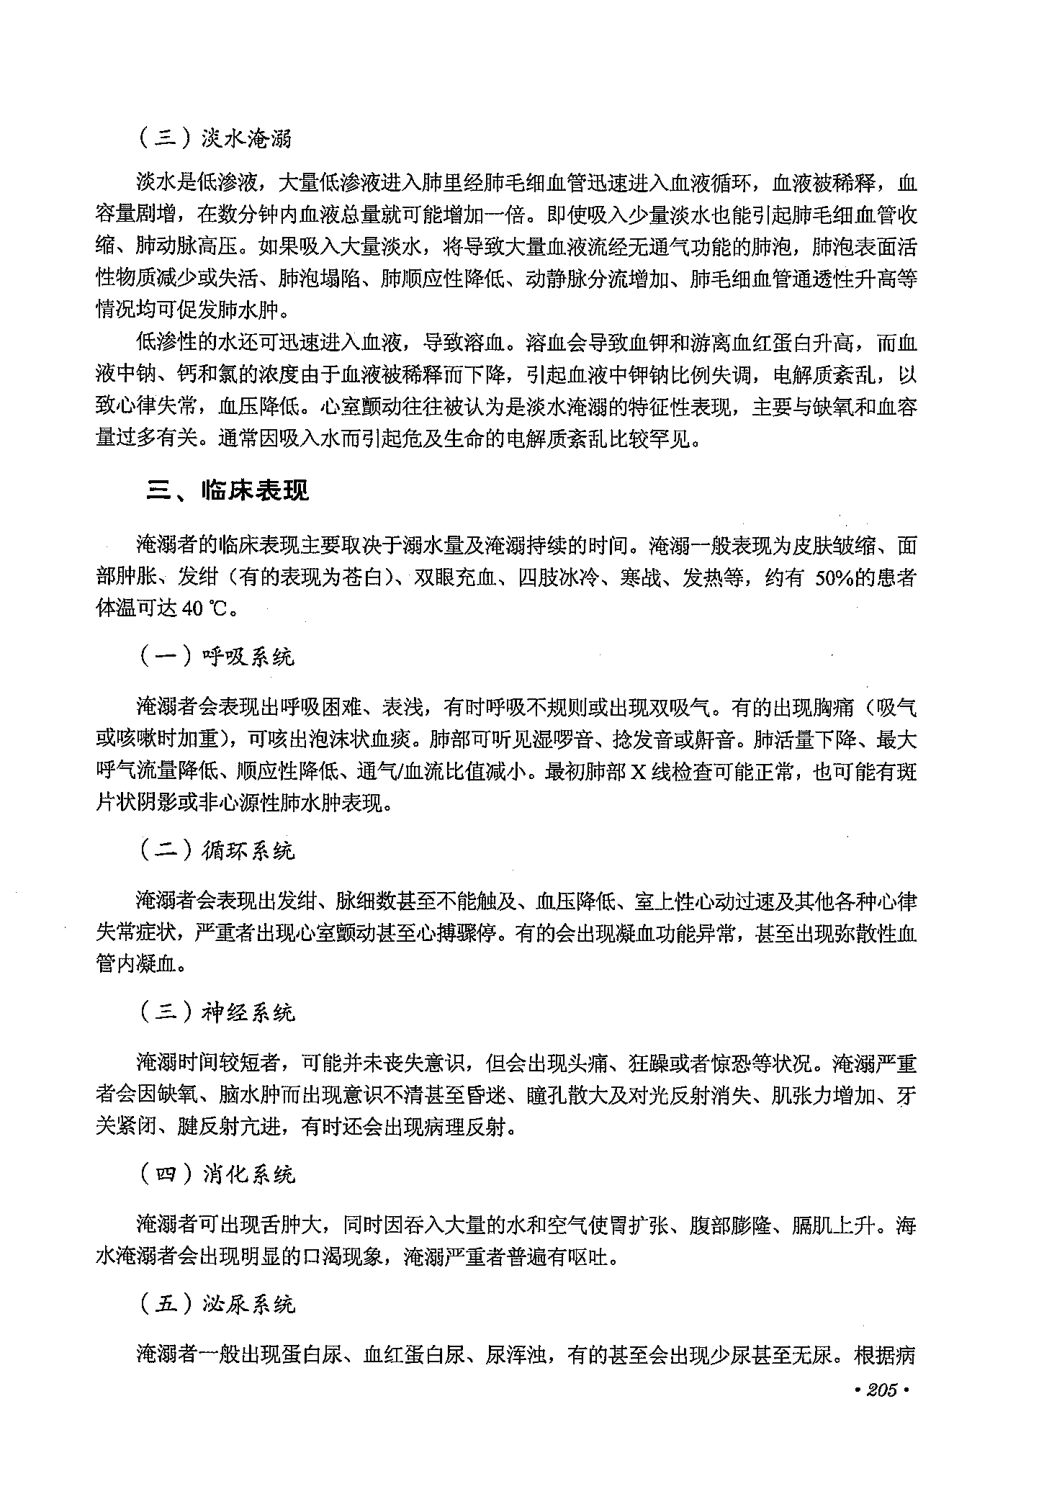 （三）淡水淹溺
淡水是低渗液，大量低渗液进入肺里经肺毛细血管迅速进入血液循环，血液被稀释，血
容量剧增，在数分钟内血液总量就可能增加一倍。即使吸入少量淡水也能引起肺毛细血管收
缩、肺动脉高压。如果吸入大量淡水，将导致大量血液流经无通气功能的肺泡，肺泡表面活
性物质减少或失活、肺泡塌陷、肺顺应性降低、动静脉分流增加、肺毛细血管通透性升高等
情况均可促发肺水肿。
低渗性的水还可迅速进入血液，导致溶血。溶血会导致血钾和游离血红蛋白升高，而血
液中钠、钙和氯的浓度由于血液被稀释而下降，引起血液中钾钠比例失调，电解质紊乱，以
致心律失常，血压降低。心室颤动往往被认为是淡水淹溺的特征性表现，主要与缺氧和血容
量过多有关。通常因吸入水而引起危及生命的电解质紊乱比较罕见。
三、临床表现
淹溺者的临床表现主要取决于溺水量及淹溺持续的时间。淹溺一般表现为皮肤皱缩、面
部肿胀、发绀（有的表现为苍白）、双眼充血、四肢冰冷、寒战、发热等，约有 50%的患者
体温可达 40 ℃。
（一）呼吸系统
淹溺者会表现出呼吸困难、表浅，有时呼吸不规则或出现双吸气。有的出现胸痛（吸气
或咳嗽时加重），可咳出泡沫状血痰。肺部可听见湿啰音、捻发音或鼾音。肺活量下降、最大
呼气流量降低、顺应性降低、通气/血流比值减小。最初肺部 X 线检查可能正常，也可能有斑
片状阴影或非心源性肺水肿表现。
（二）循环系统
淹溺者会表现出发绀、脉细数甚至不能触及、血压降低、室上性心动过速及其他各种心律
失常症状，严重者出现心室颤动甚至心搏骤停。有的会出现凝血功能异常，甚至出现弥散性血
管内凝血。
（三）神经系统
淹溺时间较短者，可能并未丧失意识，但会出现头痛、狂躁或者惊恐等状况。淹溺严重
者会因缺氧、脑水肿而出现意识不清甚至昏迷、瞳孔散大及对光反射消失、肌张力增加、牙
关紧闭、腱反射亢进，有时还会出现病理反射。
（四）消化系统
淹溺者可出现舌肿大，同时因吞入大量的水和空气使胃扩张、腹部膨隆、膈肌上升。海
水淹溺者会出现明显的口渴现象，淹溺严重者普遍有呕吐。
（五）泌尿系统
淹溺者一般出现蛋白尿、血红蛋白尿、尿浑浊，有的甚至会出现少尿甚至无尿。根据病
·205·